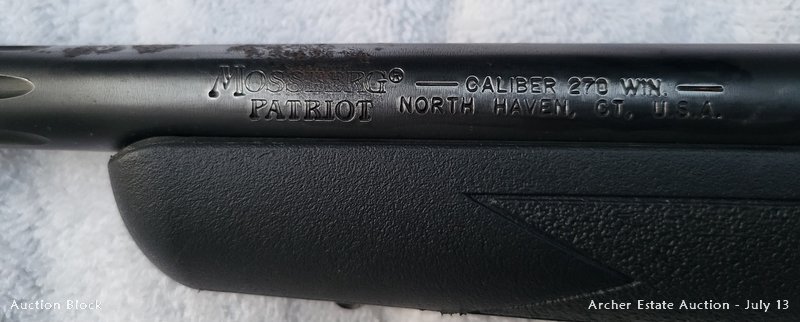 MOSSBERG® — CALIBER 270 WIN. —
PATRIOT NORTH HAVEN, CT, U.S.A.
Auction Block
Archer Estate Auction - July 13